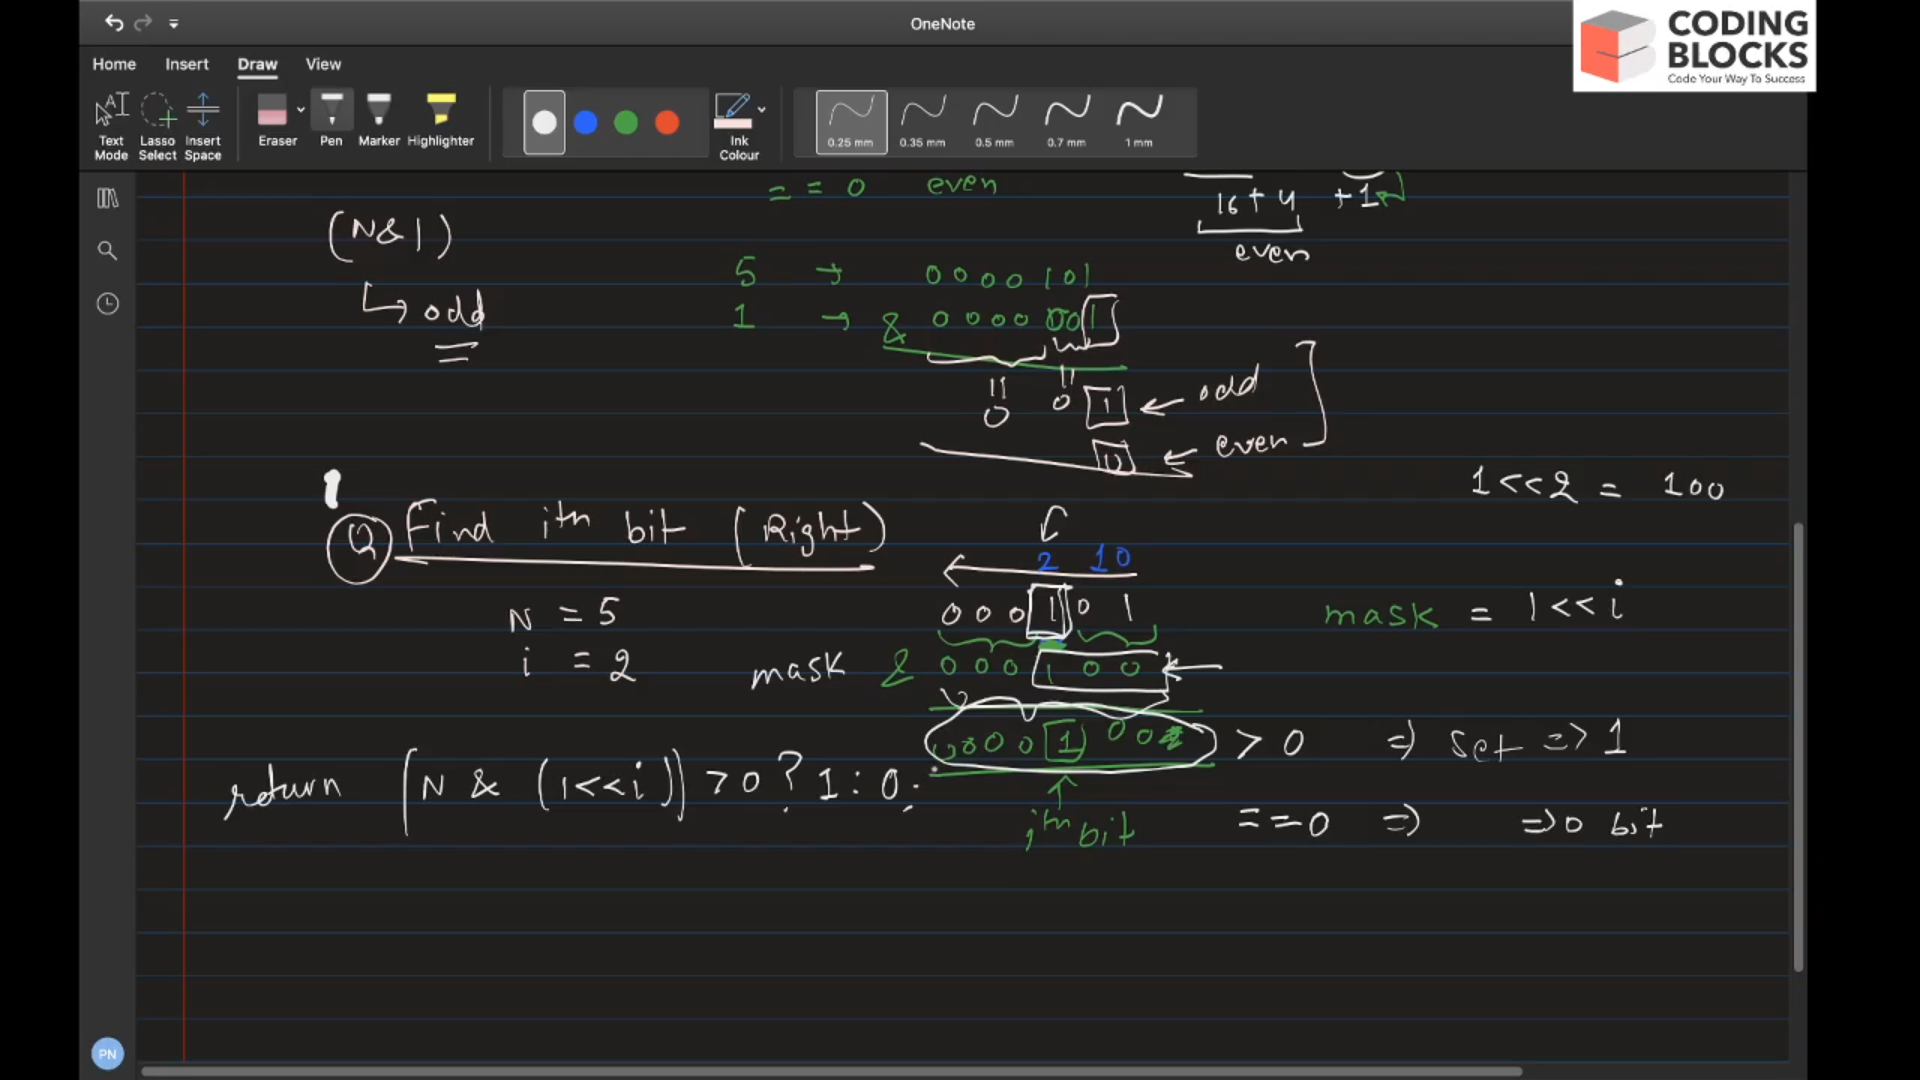 OneNote
CODING
BLOCKS
Code Your Way To Success
Home Insert Draw View
Text Mode
Lasso Select
Insert Space
Eraser
Pen
Marker
Highlighter
Ink Colour
0.25 mm
0.35 mm
0.5 mm
0.7 mm
1 mm
= = 0 even
16 + 4 + 1
even
(N&1)
↳ odd
5 → 0000101
1 → & 0000001
11 11
0 0 1 ← odd
0 ← even
1<<2 = 100
Q Find ith bit (Right)
2 1 0
N = 5
0 0 0 1 0 1
mask = 1<<i
i = 2
mask & 0 0 0 1 0 0
0 0 0 0 1 0 0 > 0 => set => 1
return (N & (1<<i)) > 0 ? 1 : 0;
↑
ith bit
==0 => => 0 bit
PN